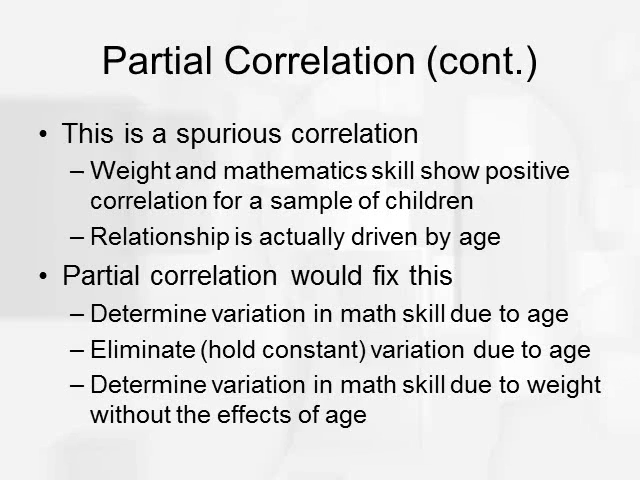 Partial Correlation (cont.)
• This is a spurious correlation
– Weight and mathematics skill show positive
correlation for a sample of children
– Relationship is actually driven by age
• Partial correlation would fix this
– Determine variation in math skill due to age
– Eliminate (hold constant) variation due to age
– Determine variation in math skill due to weight
without the effects of age